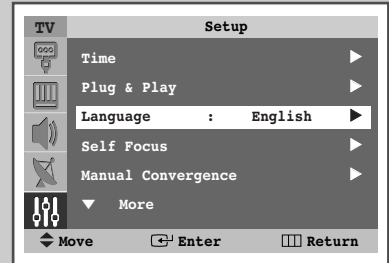 TV Setup
Time
Plug & Play
Language : English
Self Focus
Manual Convergence
More
Move Enter Return